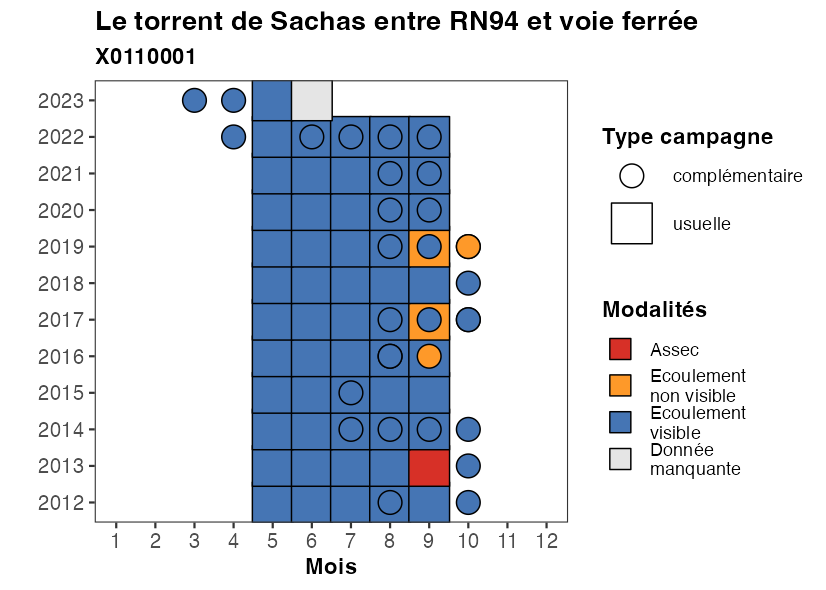 Le torrent de Sachas entre RN94 et voie ferrée
X0110001
2023
2022
2021
2020
2019
2018
2017
2016
2015
2014
2013
2012
1 2 3 4 5 6 7 8 9 10 11 12
Mois
Type campagne
complémentaire
usuelle
Modalités
Assec
Ecoulement
non visible
Ecoulement
visible
Donnée
manquante